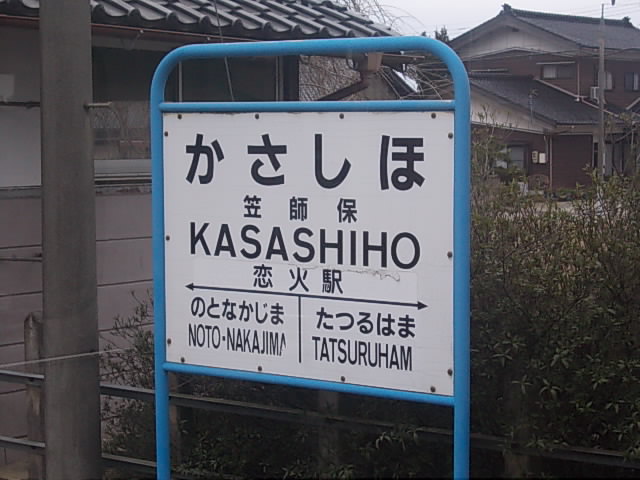 かさしほ
笠師保
KASASHIHO
恋火駅
のとなかじま たつるはま
NOTO-NAKAJIMA TATSURUHAM